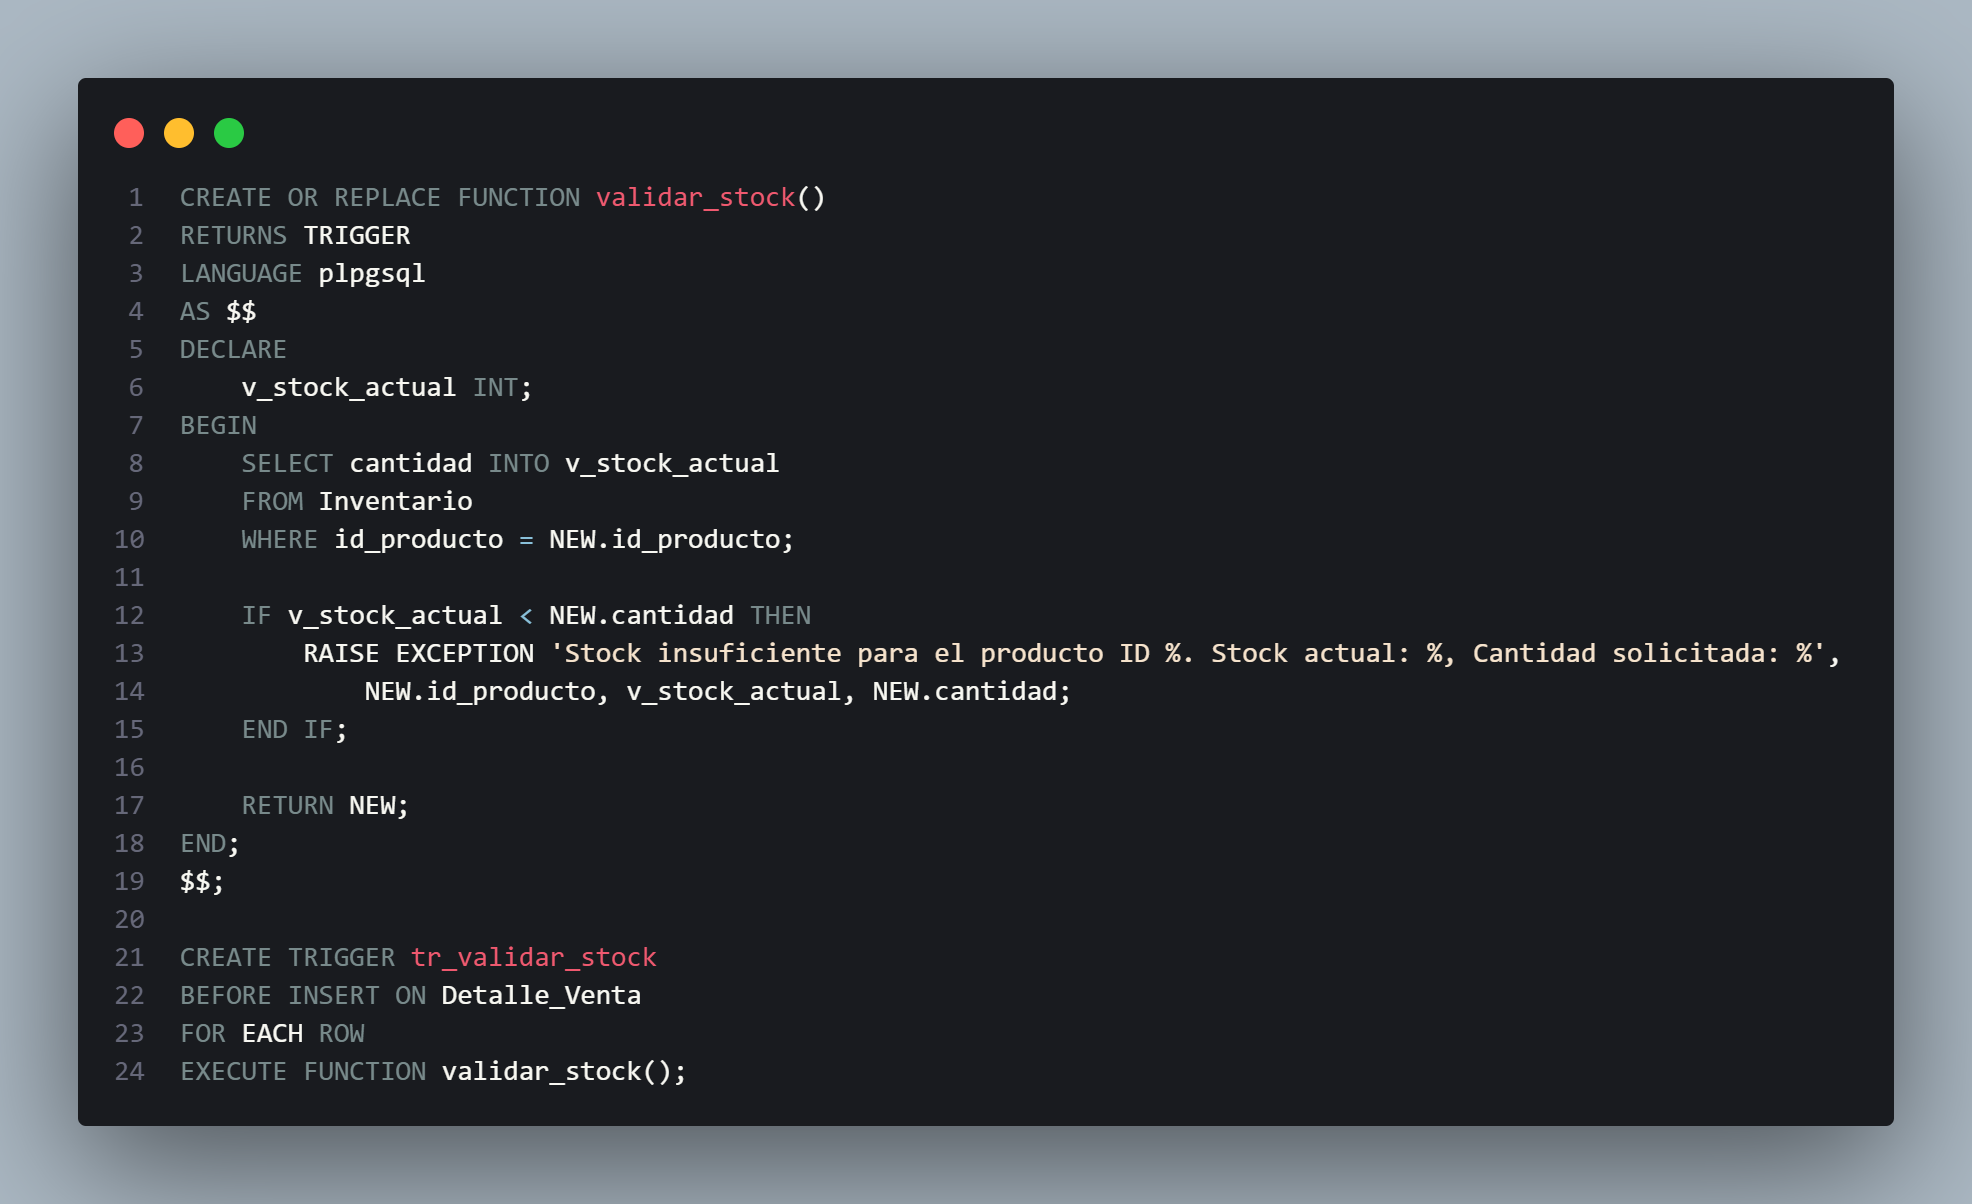 1 CREATE OR REPLACE FUNCTION validar_stock()
2 RETURNS TRIGGER
3 LANGUAGE plpgsql
4 AS $$
5 DECLARE
6     v_stock_actual INT;
7 BEGIN
8     SELECT cantidad INTO v_stock_actual
9     FROM Inventario
10     WHERE id_producto = NEW.id_producto;
11
12     IF v_stock_actual < NEW.cantidad THEN
13         RAISE EXCEPTION 'Stock insuficiente para el producto ID %. Stock actual: %, Cantidad solicitada: %',
14             NEW.id_producto, v_stock_actual, NEW.cantidad;
15     END IF;
16
17     RETURN NEW;
18 END;
19 $$;
20
21 CREATE TRIGGER tr_validar_stock
22 BEFORE INSERT ON Detalle_Venta
23 FOR EACH ROW
24 EXECUTE FUNCTION validar_stock();